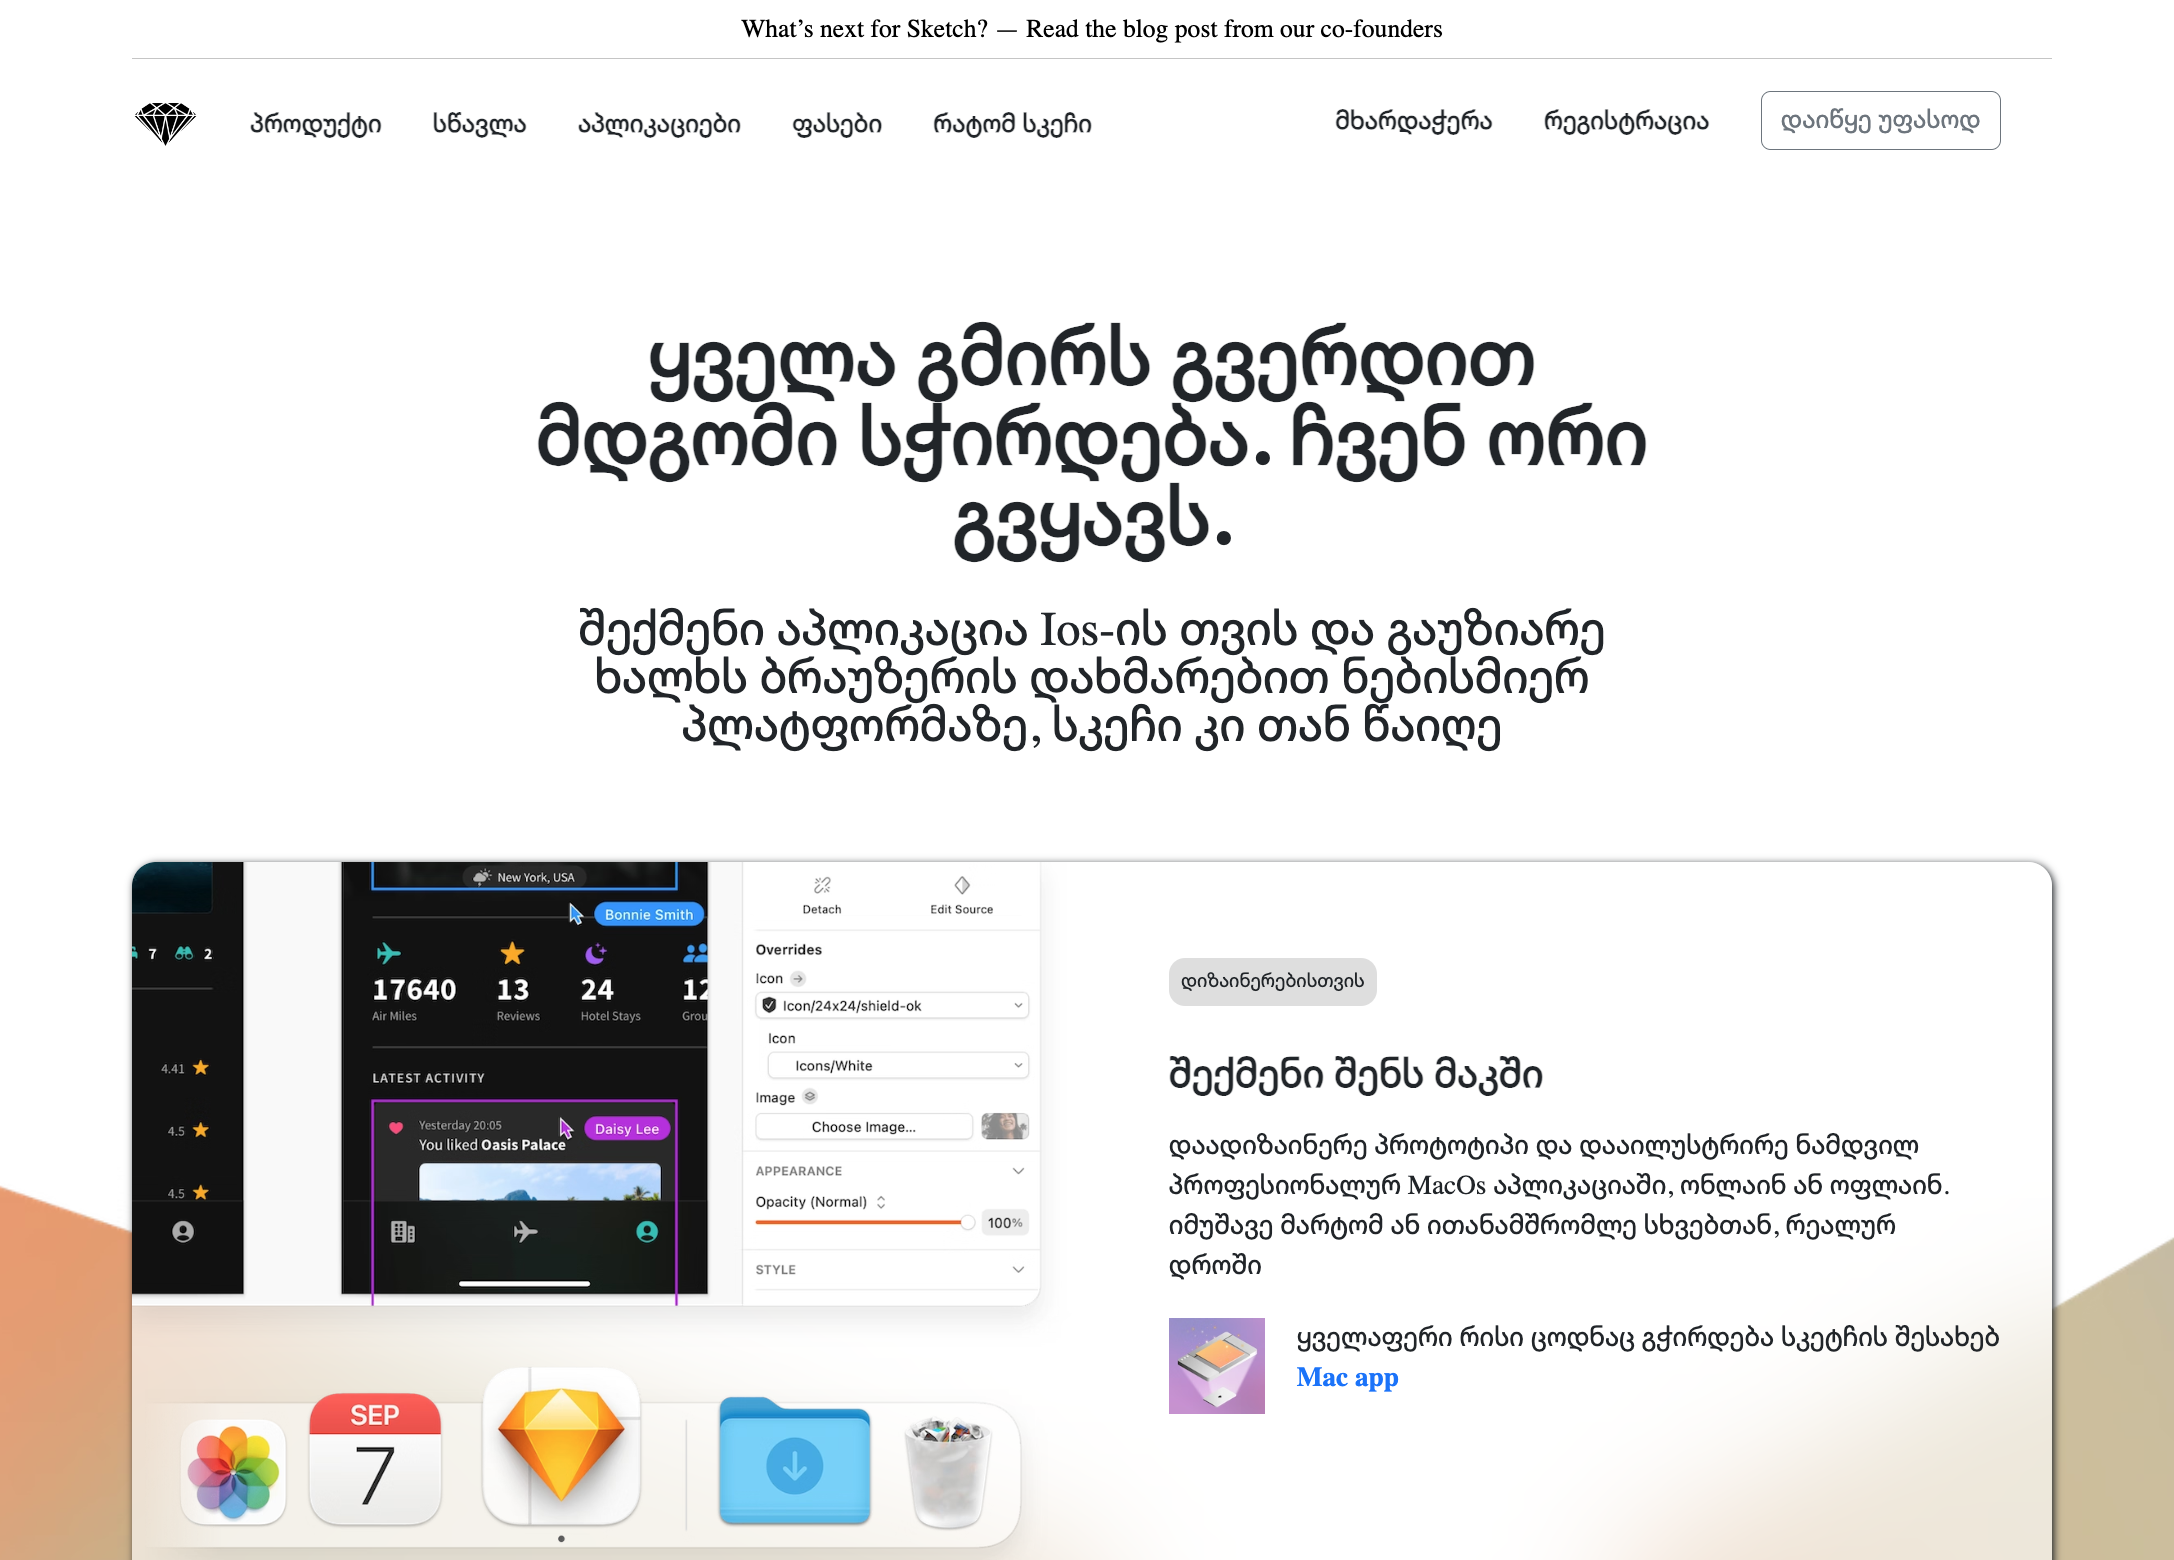 What’s next for Sketch? — Read the blog post from our co-founders
პროდუქტი
სწავლა
აპლიკაციები
ფასები
რატომ სკეჩი
მხარდაჭერა
რეგისტრაცია
დაიწყე უფასოდ
ყველა გმირს გვერდით
მდგომი სჭირდება. ჩვენ ორი
გვყავს.
შექმენი აპლიკაცია Ios-ის თვის და გაუზიარე
ხალხს ბრაუზერის დახმარებით ნებისმიერ
პლატფორმაზე, სკეჩი კი თან წაიღე
New York, USA
Bonnie Smith
7 2
17640 13 24 12
Air Miles Reviews Hotel Stays Grou
4.41
LATEST ACTIVITY
Yesterday 20:05
Daisy Lee
You liked Oasis Palace
4.5
4.5
Detach Edit Source
Overrides
Icon
Icon/24x24/shield-ok
Icon
Icons/White
Image
Choose Image...
APPEARANCE
Opacity (Normal)
100%
STYLE
SEP
7
დიზაინერებისთვის
შექმენი შენს მაკში
დაადიზაინერე პროტოტიპი და დააილუსტრირე ნამდვილ
პროფესიონალურ MacOs აპლიკაციაში, ონლაინ ან ოფლაინ.
იმუშავე მარტომ ან ითანამშრომლე სხვებთან, რეალურ
დროში
ყველაფერი რისი ცოდნაც გჭირდება სკეტჩის შესახებ
Mac app